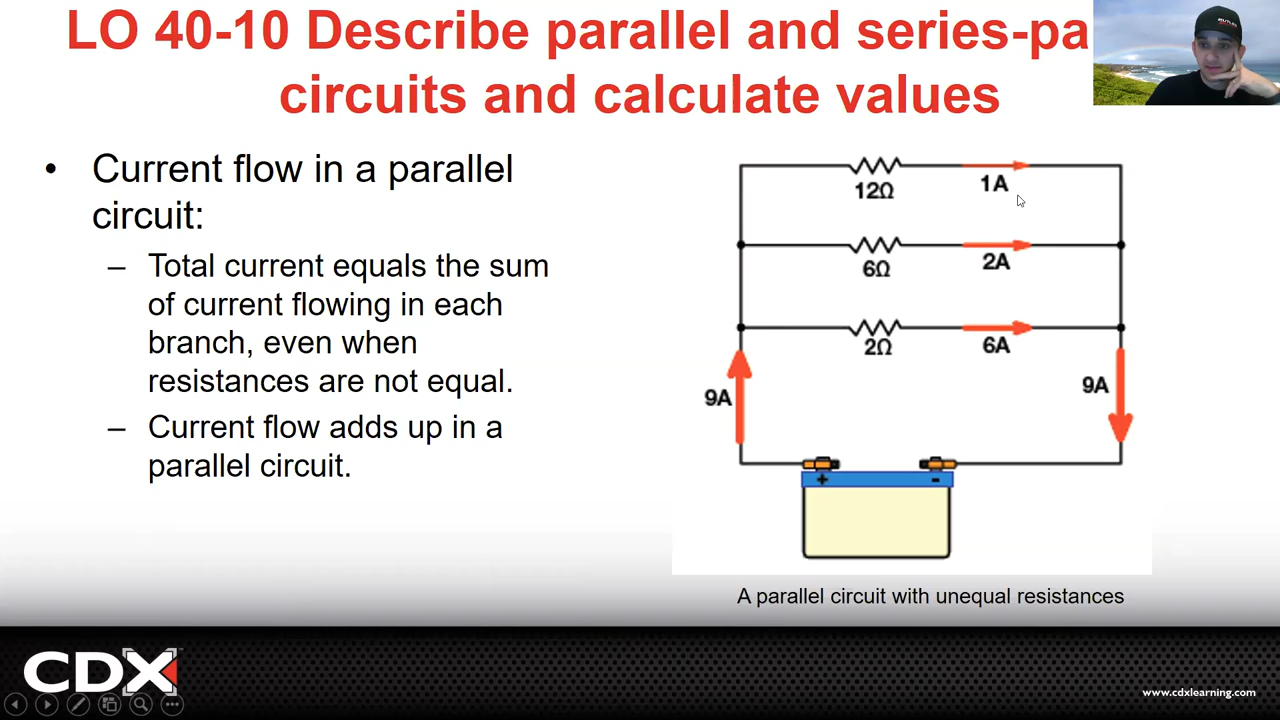 LO 40-10 Describe parallel and series-pa
circuits and calculate values
• Current flow in a parallel
circuit:
– Total current equals the sum
of current flowing in each
branch, even when
resistances are not equal.
– Current flow adds up in a
parallel circuit.
12Ω
1A
6Ω
2A
2Ω
6A
9A
9A
+
-
A parallel circuit with unequal resistances
CDX
www.cdxlearning.com